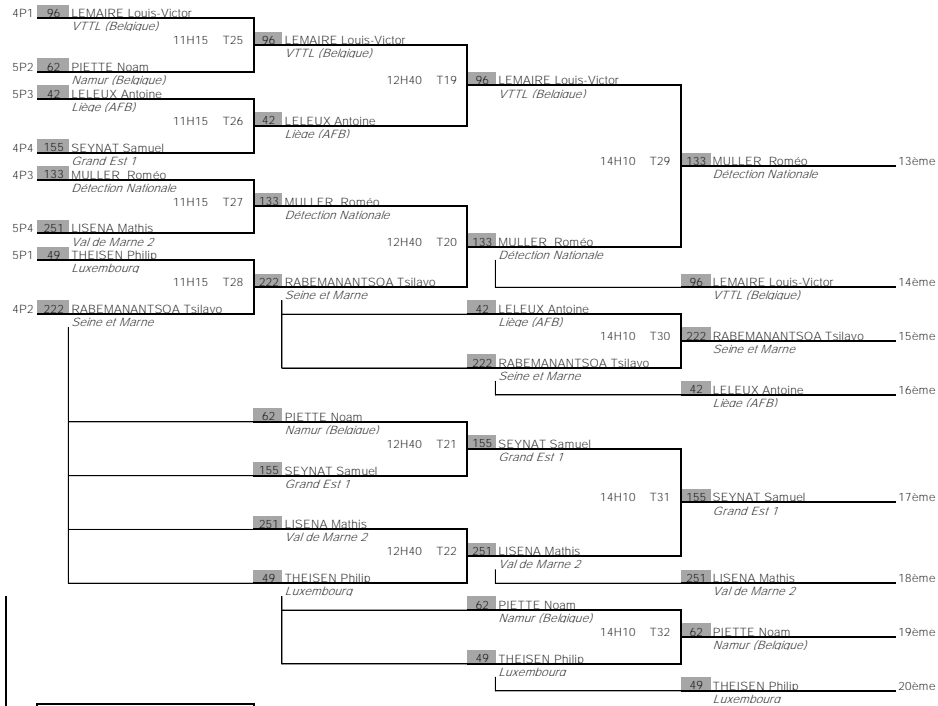 4P1 96 LEMAIRE Louis-Victor
VTTL (Belgique)
11H15 T25 96 LEMAIRE Louis-Victor
VTTL (Belgique)
5P2 62 PIETTE Noam
Namur (Belgique)
12H40 T19 96 LEMAIRE Louis-Victor
VTTL (Belgique)
5P3 42 LELEUX Antoine
Liège (AFB)
11H15 T26 42 LELEUX Antoine
Liège (AFB)
4P4 155 SEYNAT Samuel
Grand Est 1
14H10 T29 133 MULLER Roméo 13ème
Détection Nationale
4P3 133 MULLER Roméo
Détection Nationale
11H15 T27 133 MULLER Roméo
Détection Nationale
5P4 251 LISENA Mathis
Val de Marne 2
12H40 T20 133 MULLER Roméo
Détection Nationale
5P1 49 THEISEN Philip
Luxembourg
11H15 T28 222 RABEMANANTSOA Tsilavo
Seine et Marne
96 LEMAIRE Louis-Victor 14ème
VTTL (Belgique)
4P2 222 RABEMANANTSOA Tsilavo
Seine et Marne
42 LELEUX Antoine
Liège (AFB)
14H10 T30 222 RABEMANANTSOA Tsilavo 15ème
Seine et Marne
222 RABEMANANTSOA Tsilavo
Seine et Marne
42 LELEUX Antoine 16ème
Liège (AFB)
62 PIETTE Noam
Namur (Belgique)
12H40 T21 155 SEYNAT Samuel
Grand Est 1
155 SEYNAT Samuel
Grand Est 1
14H10 T31 155 SEYNAT Samuel 17ème
Grand Est 1
251 LISENA Mathis
Val de Marne 2
12H40 T22 251 LISENA Mathis
Val de Marne 2
49 THEISEN Philip
Luxembourg
251 LISENA Mathis 18ème
Val de Marne 2
62 PIETTE Noam
Namur (Belgique)
14H10 T32 62 PIETTE Noam 19ème
Namur (Belgique)
49 THEISEN Philip
Luxembourg
49 THEISEN Philip 20ème
Luxembourg